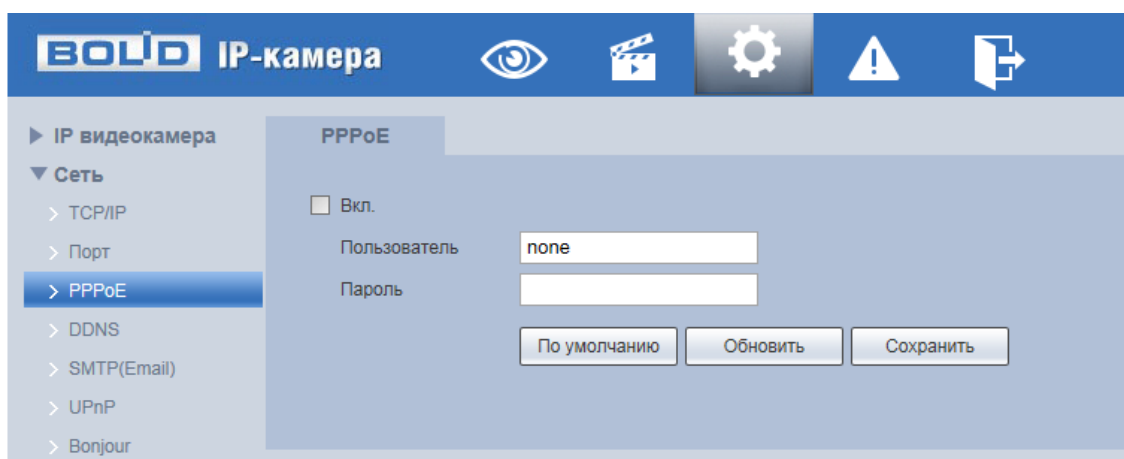 BOLID IP-камера
IP видеокамера
Сеть
TCP/IP
Порт
PPPoE
DDNS
SMTP(Email)
UPnP
Bonjour
PPPoE
Вкл.
Пользователь none
Пароль
По умолчанию Обновить Сохранить